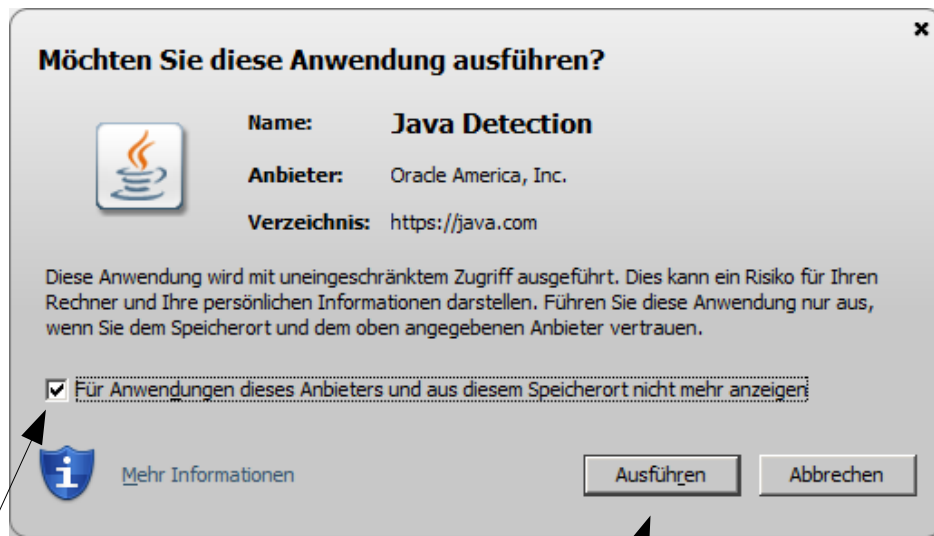 Möchten Sie diese Anwendung ausführen?
Name: Java Detection
Anbieter: Oracle America, Inc.
Verzeichnis: https://java.com
Diese Anwendung wird mit uneingeschränktem Zugriff ausgeführt. Dies kann ein Risiko für Ihren
Rechner und Ihre persönlichen Informationen darstellen. Führen Sie diese Anwendung nur aus,
wenn Sie dem Speicherort und dem oben angegebenen Anbieter vertrauen.
Für Anwendungen dieses Anbieters und aus diesem Speicherort nicht mehr anzeigen
Mehr Informationen
Ausführen
Abbrechen